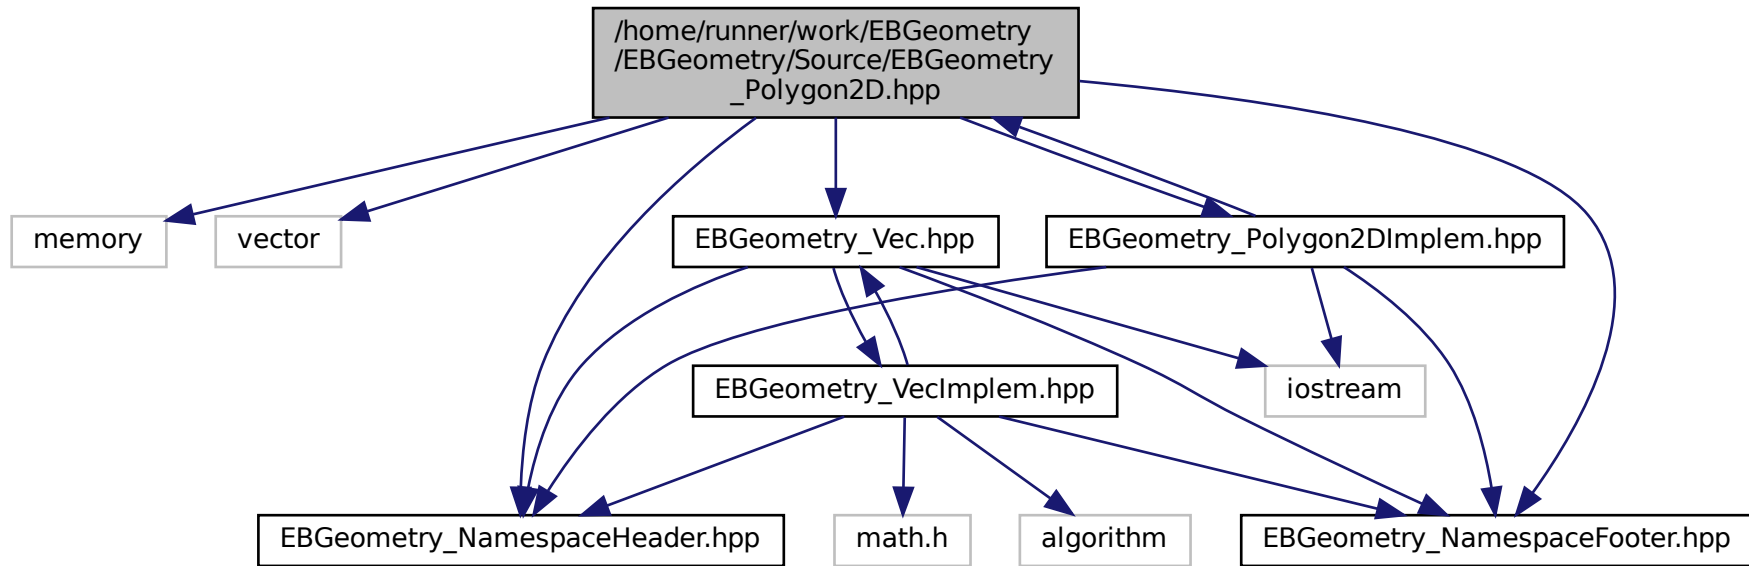 /home/runner/work/EBGeometry
/EBGeometry/Source/EBGeometry
_Polygon2D.hpp
memory
vector
EBGeometry_Vec.hpp
EBGeometry_Polygon2DImplem.hpp
EBGeometry_VecImplem.hpp
iostream
EBGeometry_NamespaceHeader.hpp
math.h
algorithm
EBGeometry_NamespaceFooter.hpp